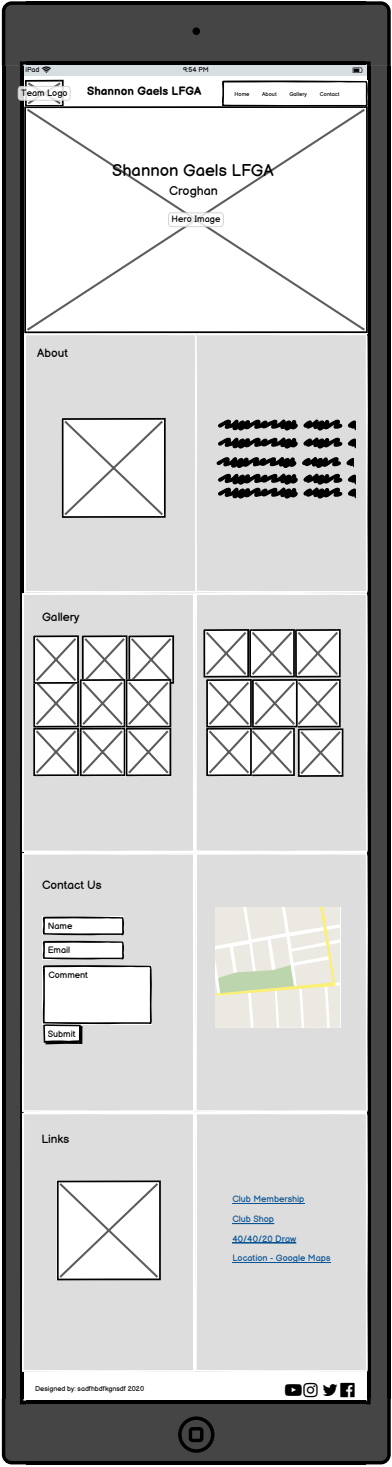 iPod
9:54 PM
Team Logo
Shannon Gaels LFGA
Home About Gallery Contact
Shannon Gaels LFGA
Croghan
Hero Image
About
Gallery
Contact Us
Name
Email
Comment
Submit
Links
Club Membership
Club Shop
40/40/20 Draw
Location - Google Maps
Designed by: sadfhbdfkgnsdf 2020